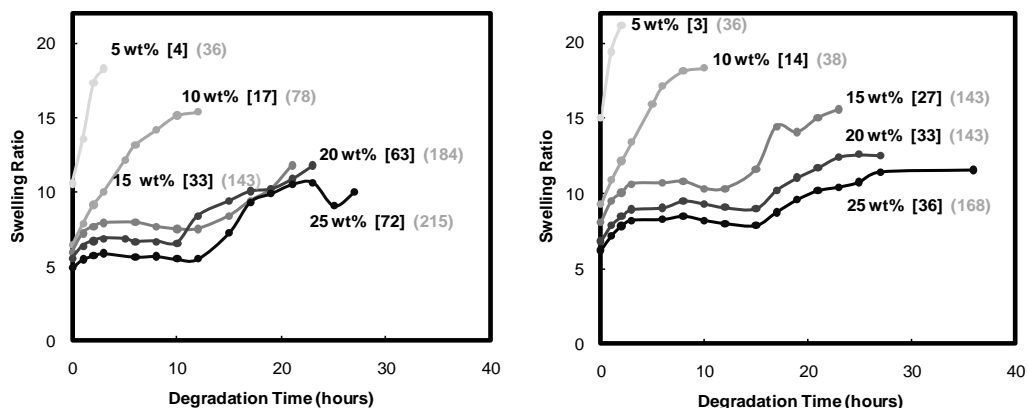 20
15
10
5
0
Swelling Ratio
5 wt% [4] (36)
10 wt% [17] (78)
20 wt% [63] (184)
15 wt% [33] (143)
25 wt% [72] (215)
0 10 20 30 40
Degradation Time (hours)
20
15
10
5
0
Swelling Ratio
5 wt% [3] (36)
10 wt% [14] (38)
15 wt% [27] (143)
20 wt% [33] (143)
25 wt% [36] (168)
0 10 20 30 40
Degradation Time (hours)